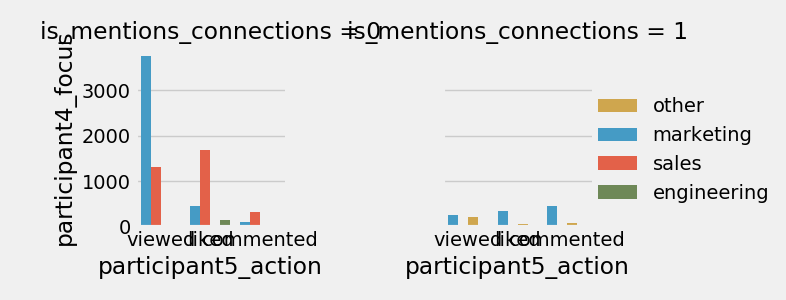 is_mentions_connections = 0
is_mentions_connections = 1
participant4_focus
3000
2000
1000
0
viewed
liked
commented
viewed
liked
commented
participant5_action
participant5_action
other
marketing
sales
engineering